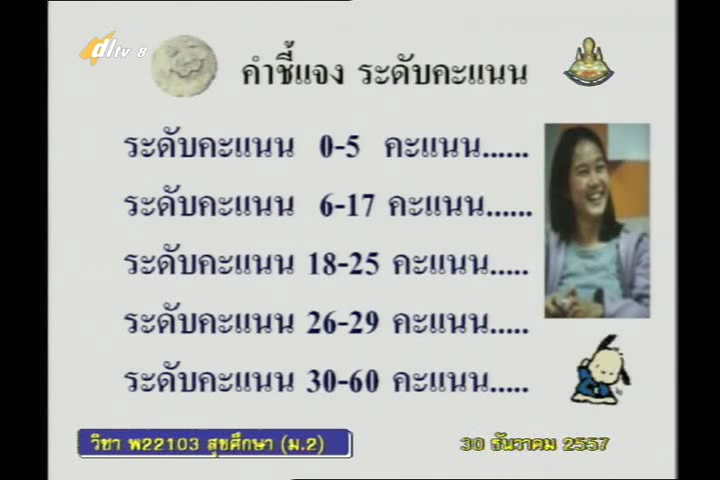 dltv 8
คำชี้แจง ระดับคะแนน
ระดับคะแนน 0-5 คะแนน......
ระดับคะแนน 6-17 คะแนน......
ระดับคะแนน 18-25 คะแนน.....
ระดับคะแนน 26-29 คะแนน.....
ระดับคะแนน 30-60 คะแนน.....
วิชา พ22103 สุขศึกษา (ม.2)
30 ธันวาคม 2557